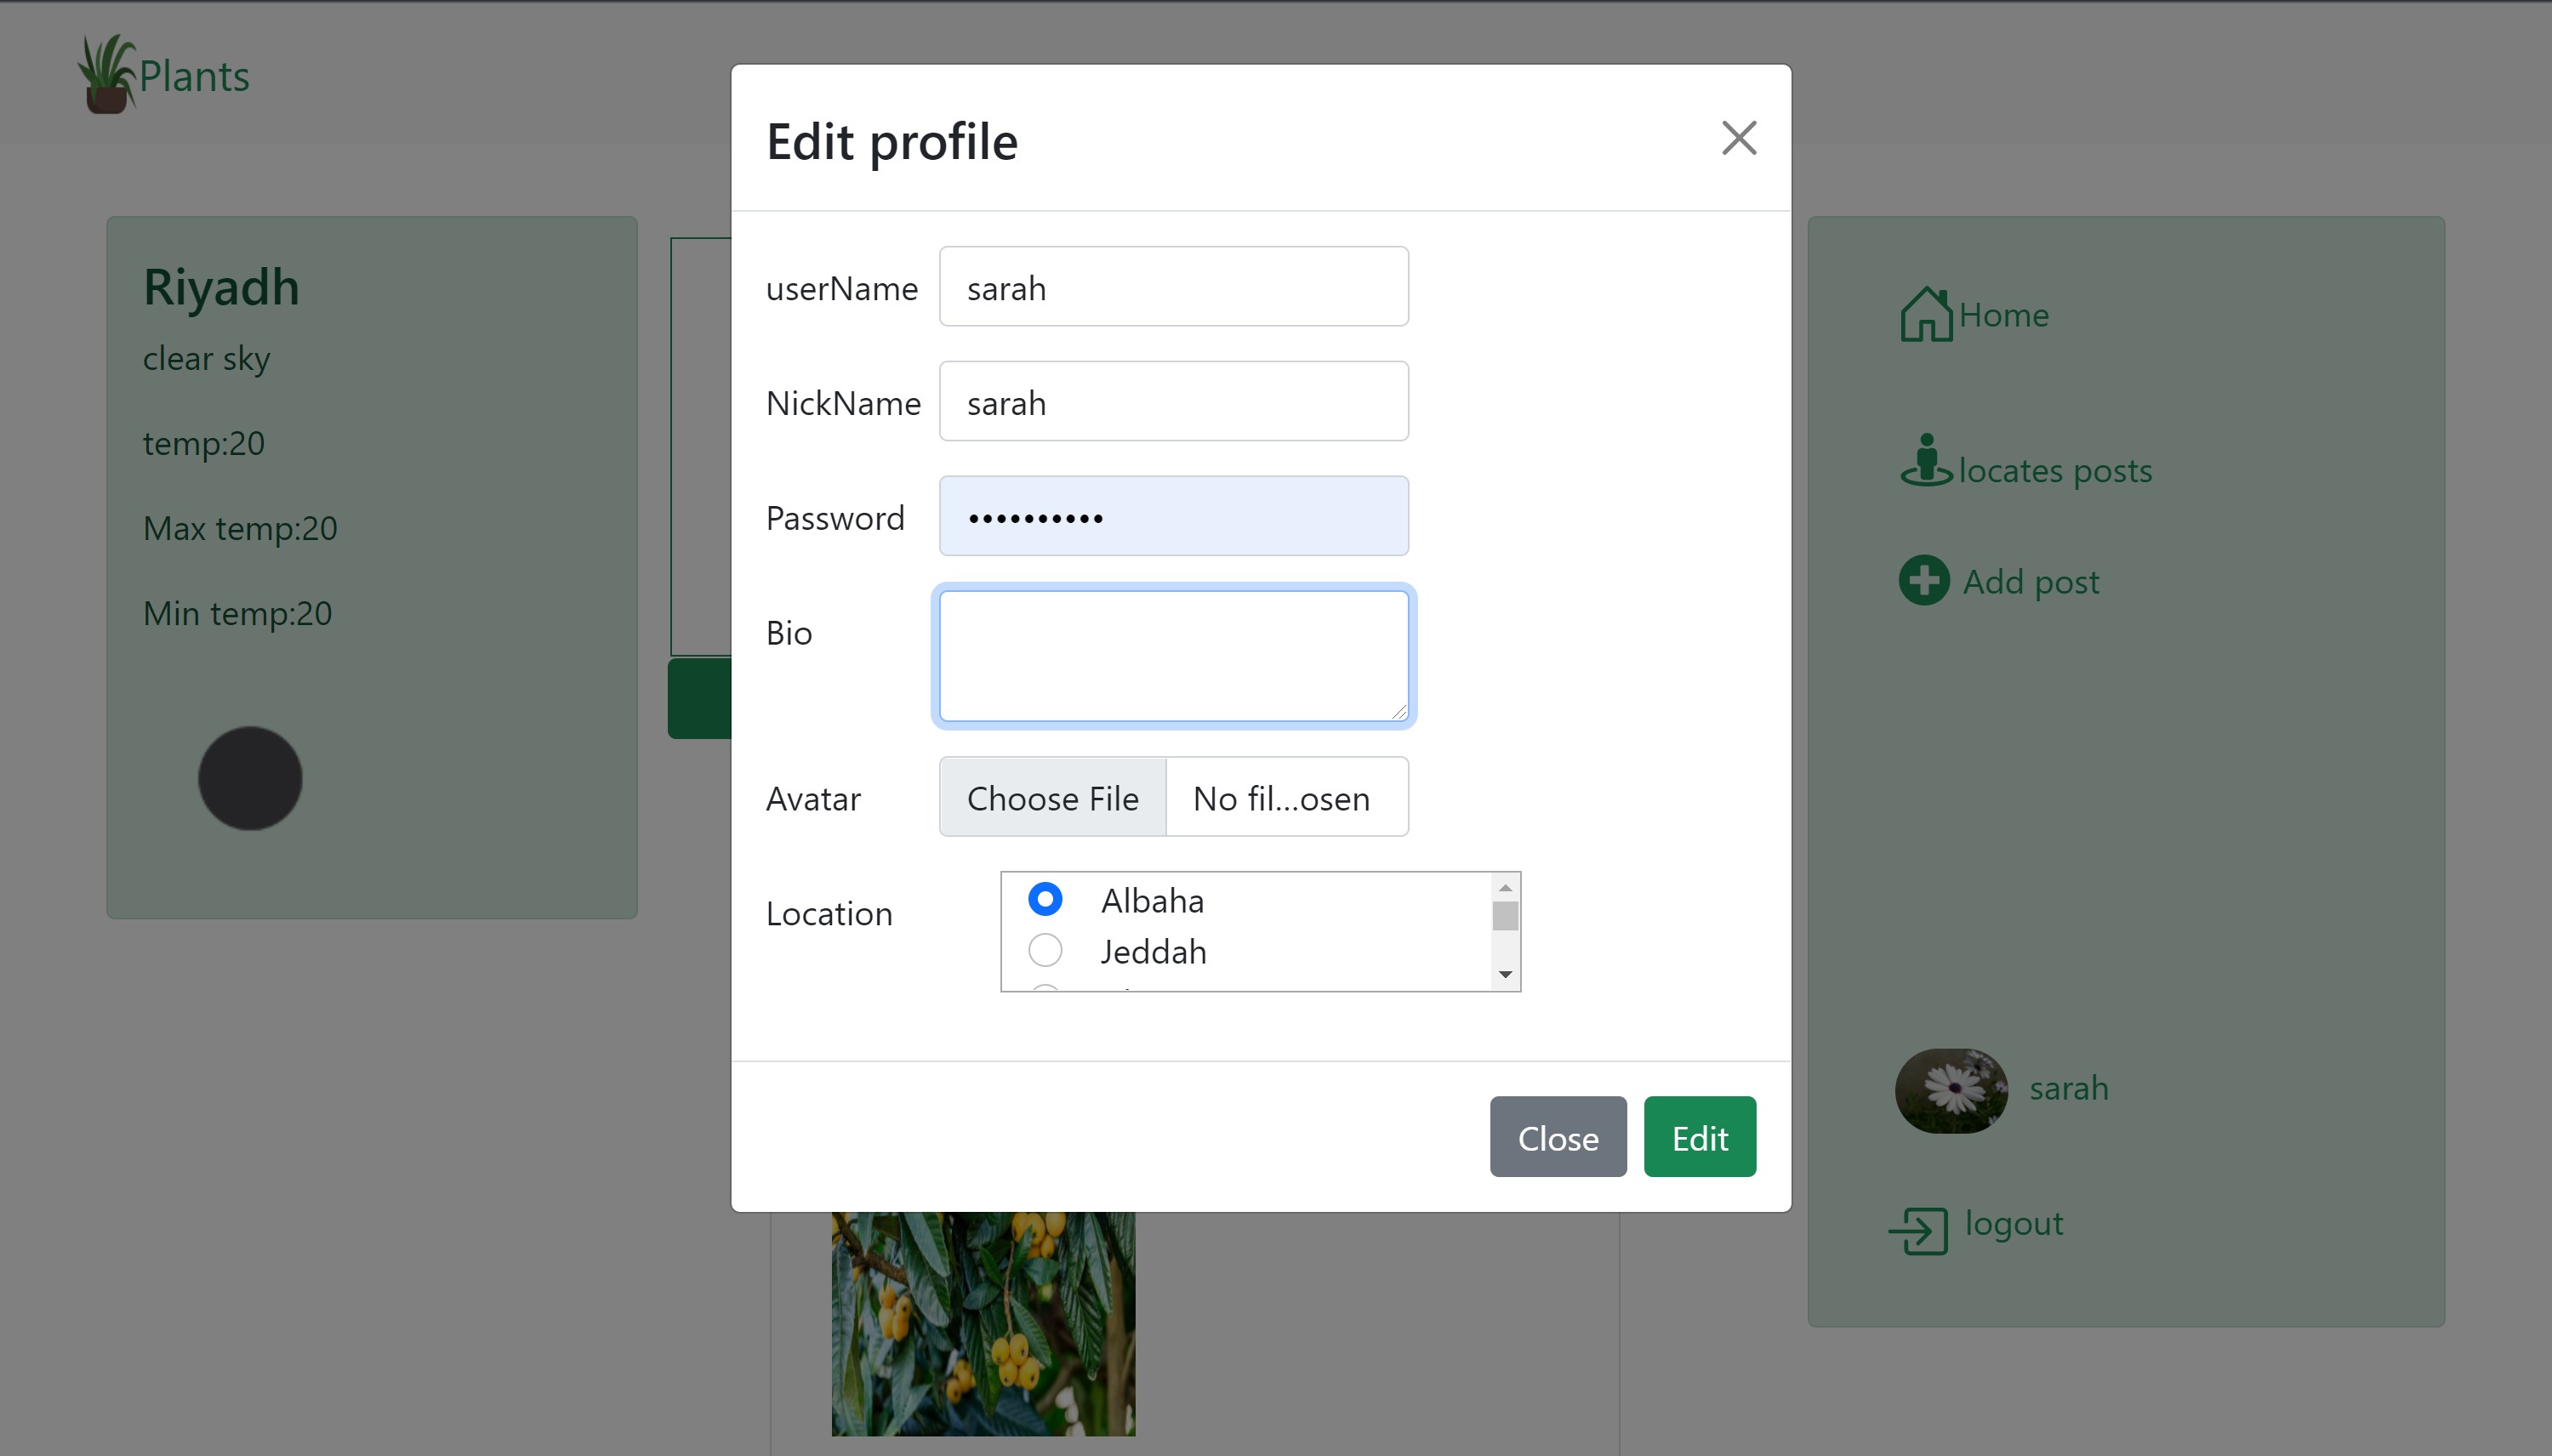 Plants
Riyadh
clear sky
temp:20
Max temp:20
Min temp:20
Edit profile
userName sarah
NickName sarah
Password ••••••••••
Bio
Avatar Choose File No fil...osen
Location Albaha
Jeddah
Close Edit
Home
locates posts
Add post
sarah
logout